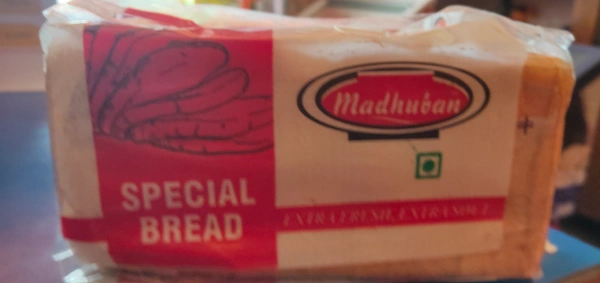 Madhuban
SPECIAL
BREAD
EXTRA FRESH, EXTRA SOFT